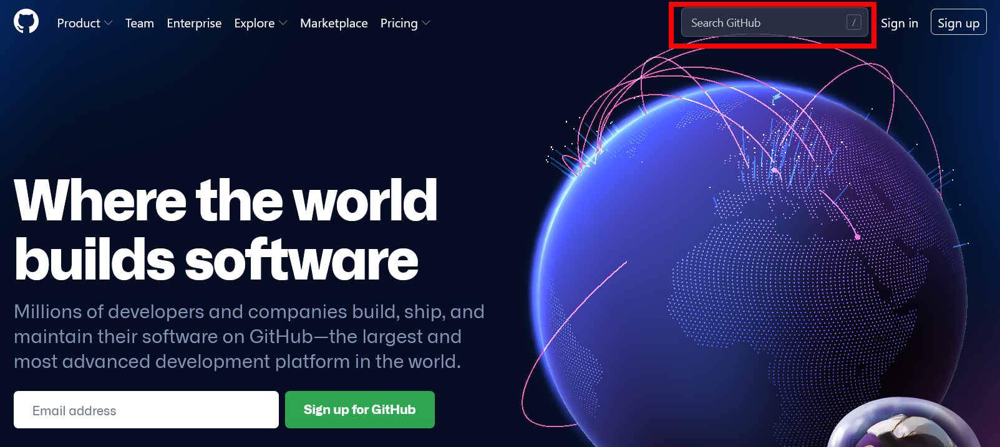 Product Team Enterprise Explore Marketplace Pricing Search GitHub / Sign in Sign up
Where the world
builds software
Millions of developers and companies build, ship, and
maintain their software on GitHub—the largest and
most advanced development platform in the world.
Email address Sign up for GitHub